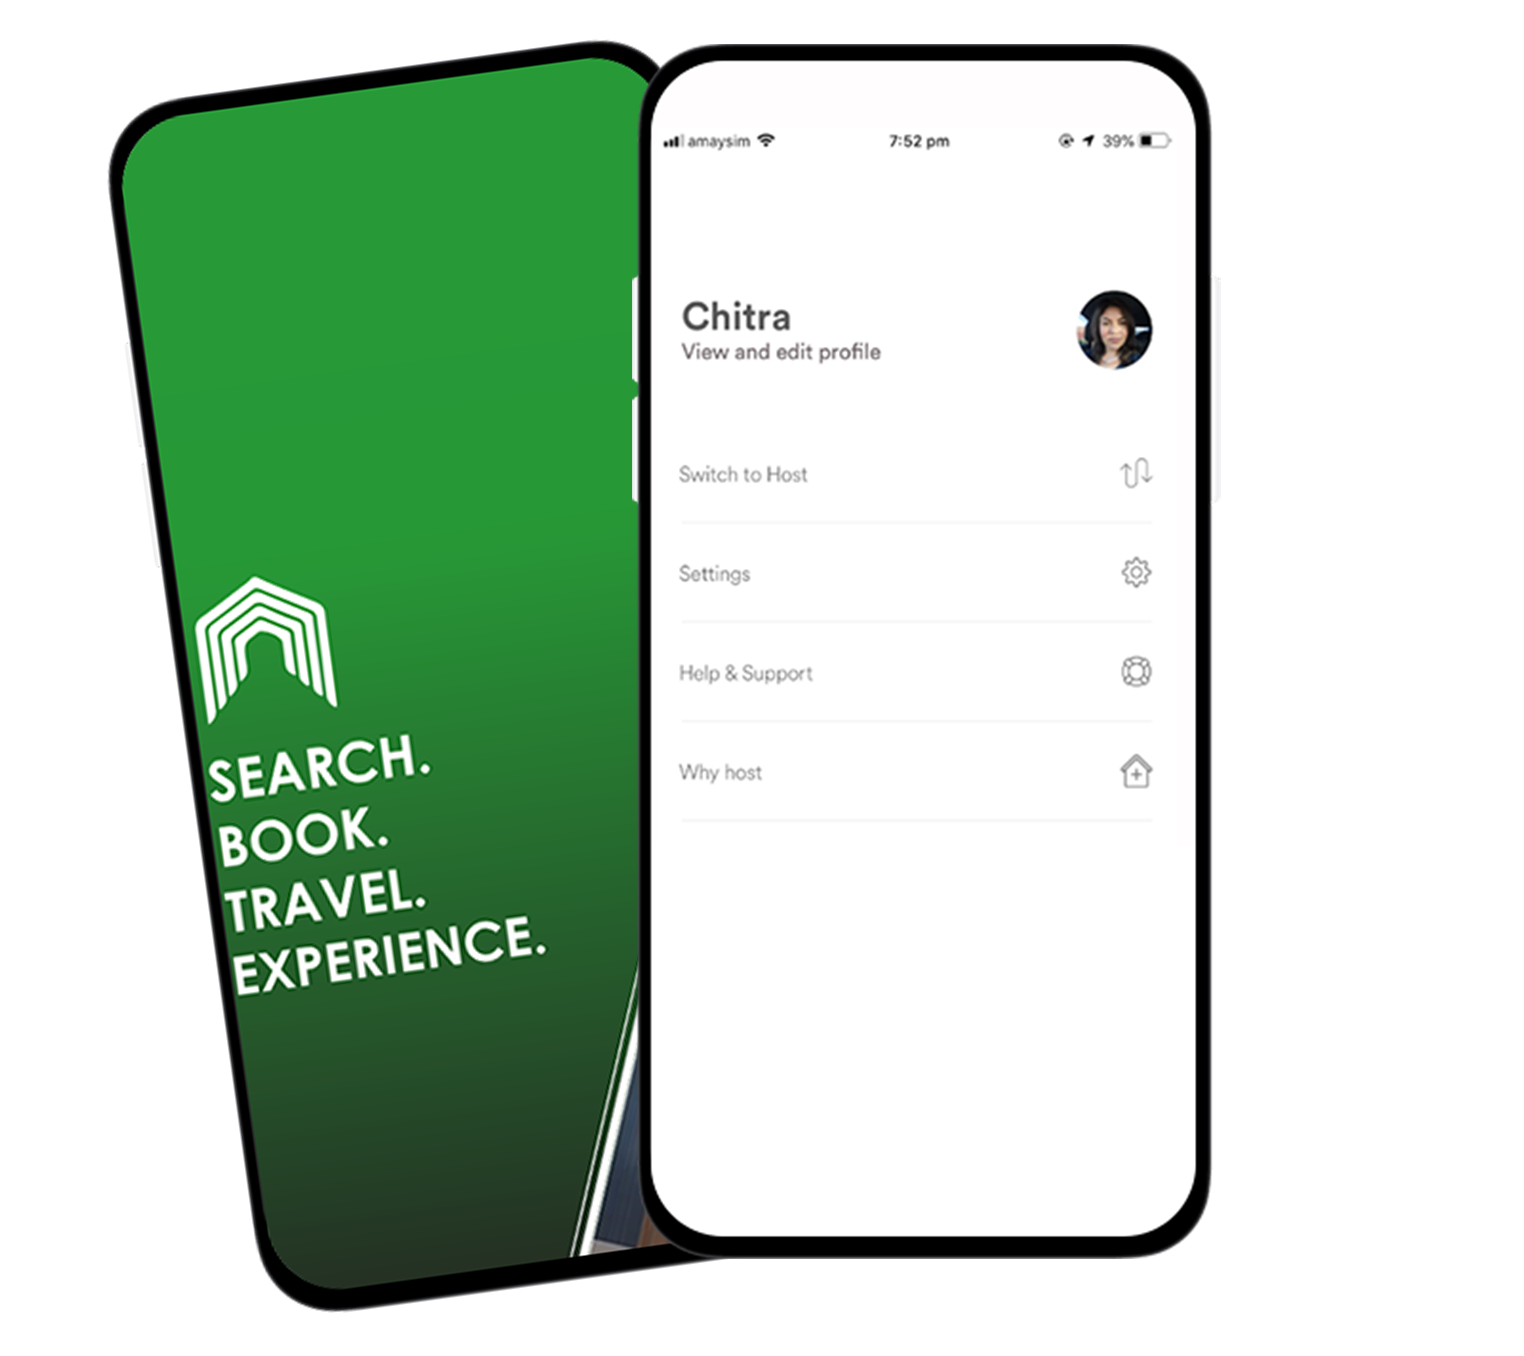 SEARCH.
BOOK.
TRAVEL.
EXPERIENCE.
amaysim 7:52 pm 39%
Chitra
View and edit profile
Switch to Host
Settings
Help & Support
Why host